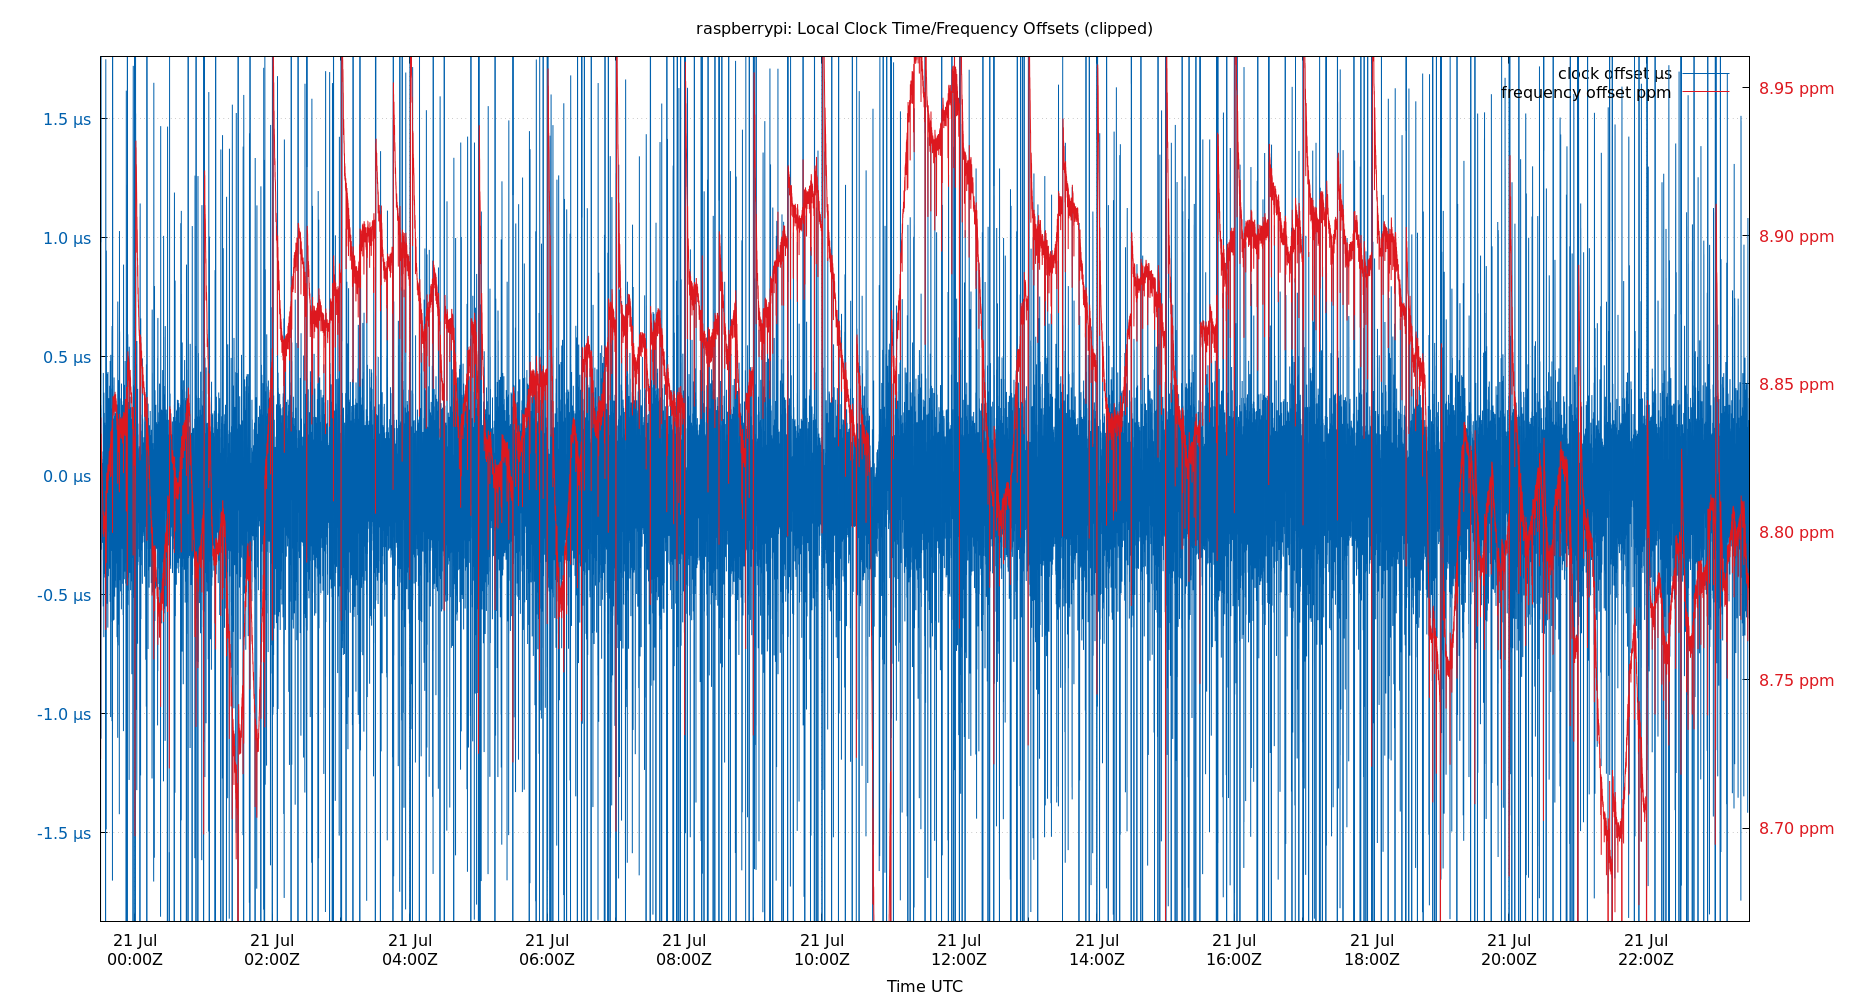 raspberrypi: Local Clock Time/Frequency Offsets (clipped)
clock offset µs
frequency offset ppm
1.5 µs
1.0 µs
0.5 µs
0.0 µs
-0.5 µs
-1.0 µs
-1.5 µs
8.95 ppm
8.90 ppm
8.85 ppm
8.80 ppm
8.75 ppm
8.70 ppm
21 Jul 21 Jul 21 Jul 21 Jul 21 Jul 21 Jul 21 Jul 21 Jul 21 Jul 21 Jul 21 Jul 21 Jul
00:00Z 02:00Z 04:00Z 06:00Z 08:00Z 10:00Z 12:00Z 14:00Z 16:00Z 18:00Z 20:00Z 22:00Z
Time UTC